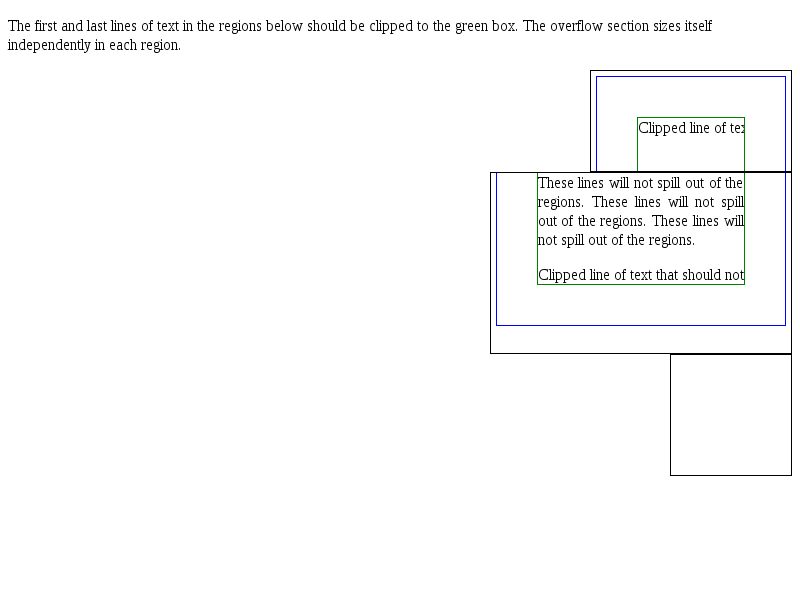 The first and last lines of text in the regions below should be clipped to the green box. The overflow section sizes itself
independently in each region.
Clipped line of tex
These lines will not spill out of the
regions. These lines will not spill
out of the regions. These lines will
not spill out of the regions.
Clipped line of text that should not